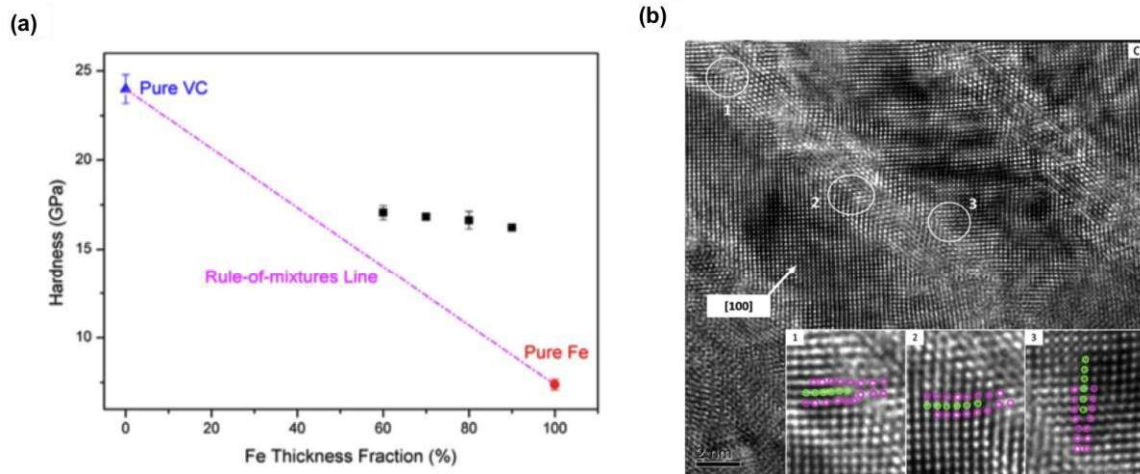 (a)
25
20
15
10
Hardness (GPa)
Pure VC
Rule-of-mixtures Line
Pure Fe
0
20
40
60
80
100
Fe Thickness Fraction (%)
(b)
C
1
2
3
[100]
1
2
3
2 nm